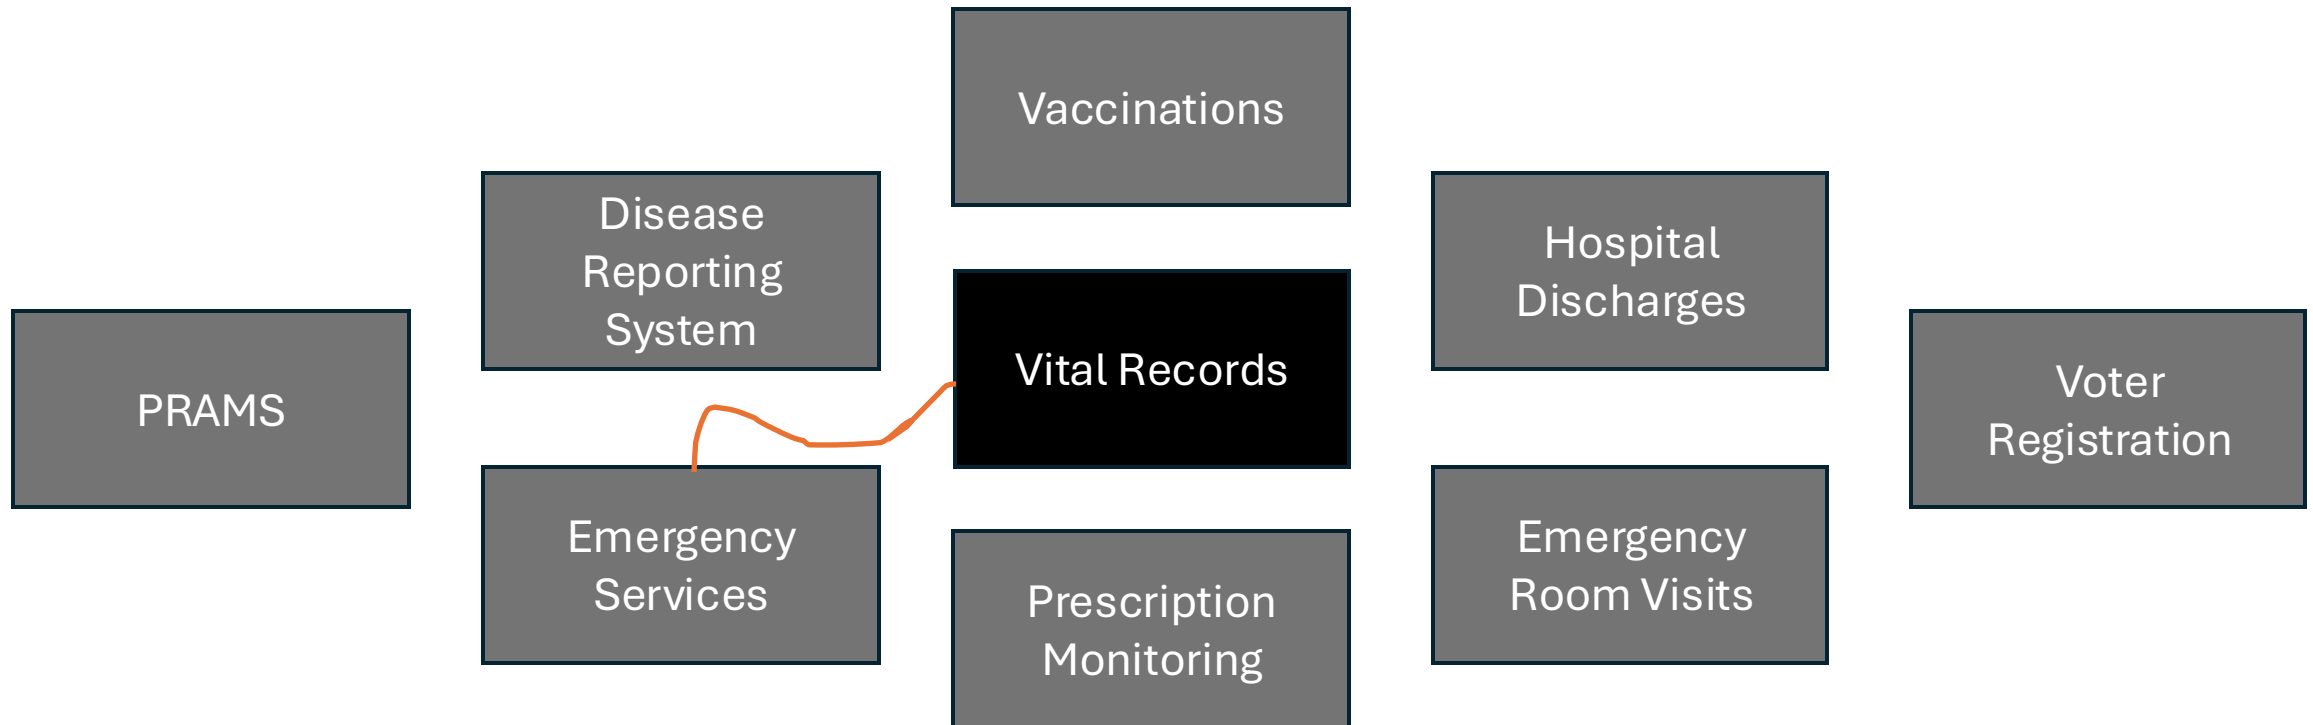 Vaccinations
Disease
Reporting
System
Hospital
Discharges
PRAMS
Vital Records
Voter
Registration
Emergency
Services
Prescription
Monitoring
Emergency
Room Visits